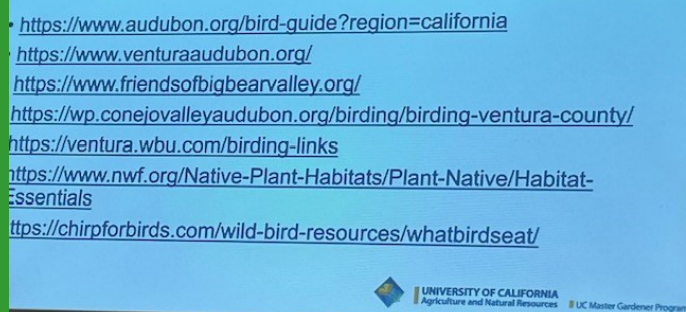 • https://www.audubon.org/bird-guide?region=california
• https://www.venturaaudubon.org/
https://www.friendsofbigbearvalley.org/
https://wp.conejovalleyaudubon.org/birding/birding-ventura-county/
https://ventura.wbu.com/birding-links
https://www.nwf.org/Native-Plant-Habitats/Plant-Native/Habitat-
Essentials
ttps://chirpforbirds.com/wild-bird-resources/whatbirdseat/
UNIVERSITY OF CALIFORNIA
Agriculture and Natural Resources
UC Master Gardener Program